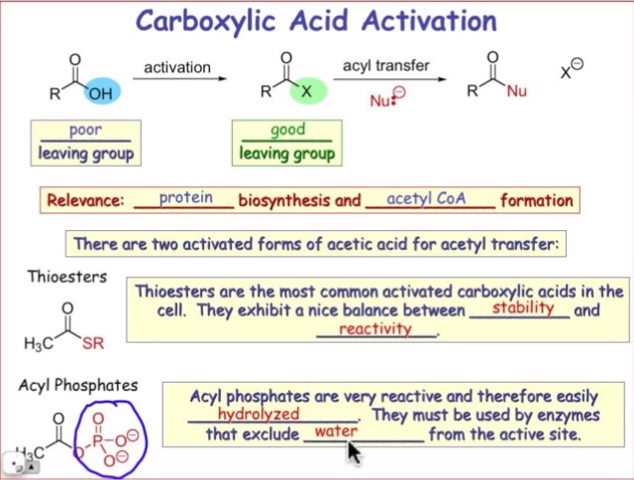 Carboxylic Acid Activation
O
R OH
activation
O
R X
acyl transfer
Nu:⊖
O
R Nu
X⊖
poor
leaving group
good
leaving group
Relevance: protein biosynthesis and acetyl CoA formation
There are two activated forms of acetic acid for acetyl transfer:
Thioesters
O
H₃C SR
Thioesters are the most common activated carboxylic acids in the
cell. They exhibit a nice balance between stability and
reactivity.
Acyl Phosphates
O O
O P O⊖
H₃C O⊖
Acyl phosphates are very reactive and therefore easily
hydrolyzed. They must be used by enzymes
that exclude water from the active site.